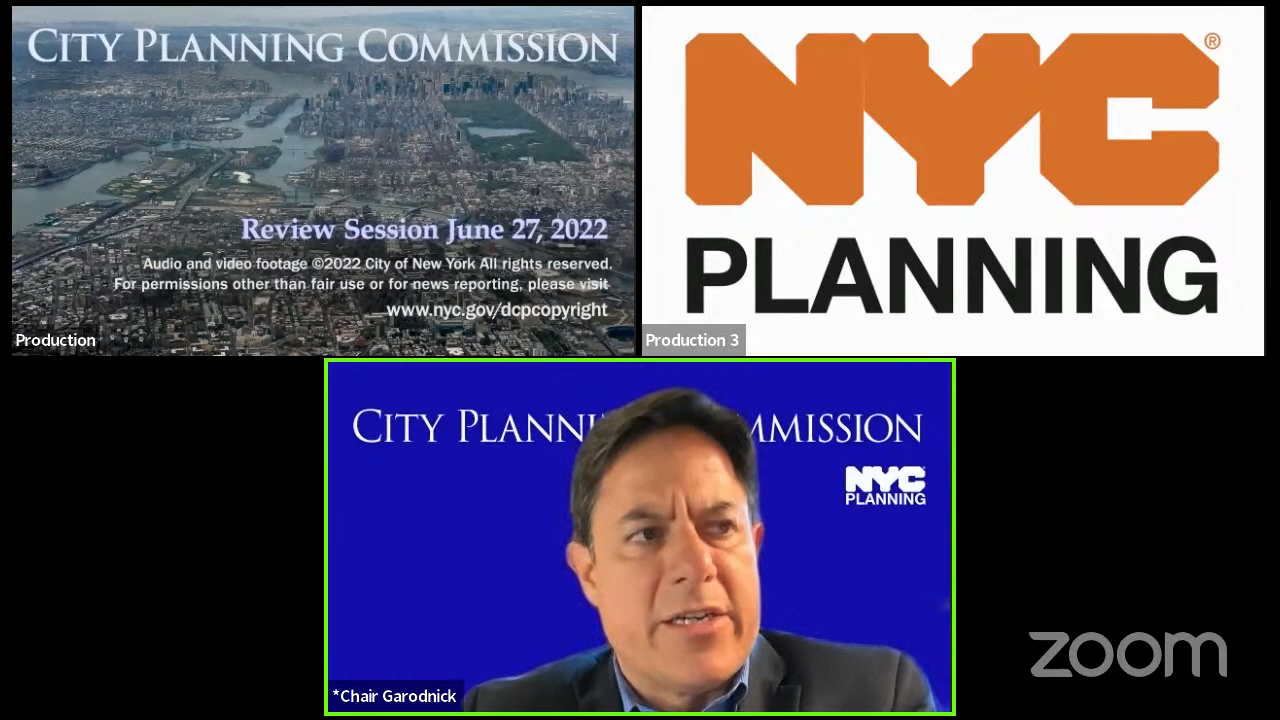 CITY PLANNING COMMISSION
Review Session June 27, 2022
Audio and video footage ©2022 City of New York All rights reserved.
For permissions other than fair use or for news reporting, please visit
www.nyc.gov/dcpcopyright
Production
NYC®
PLANNING
Production 3
CITY PLANNI MMISSION
NYC
PLANNING
*Chair Garodnick
zoom